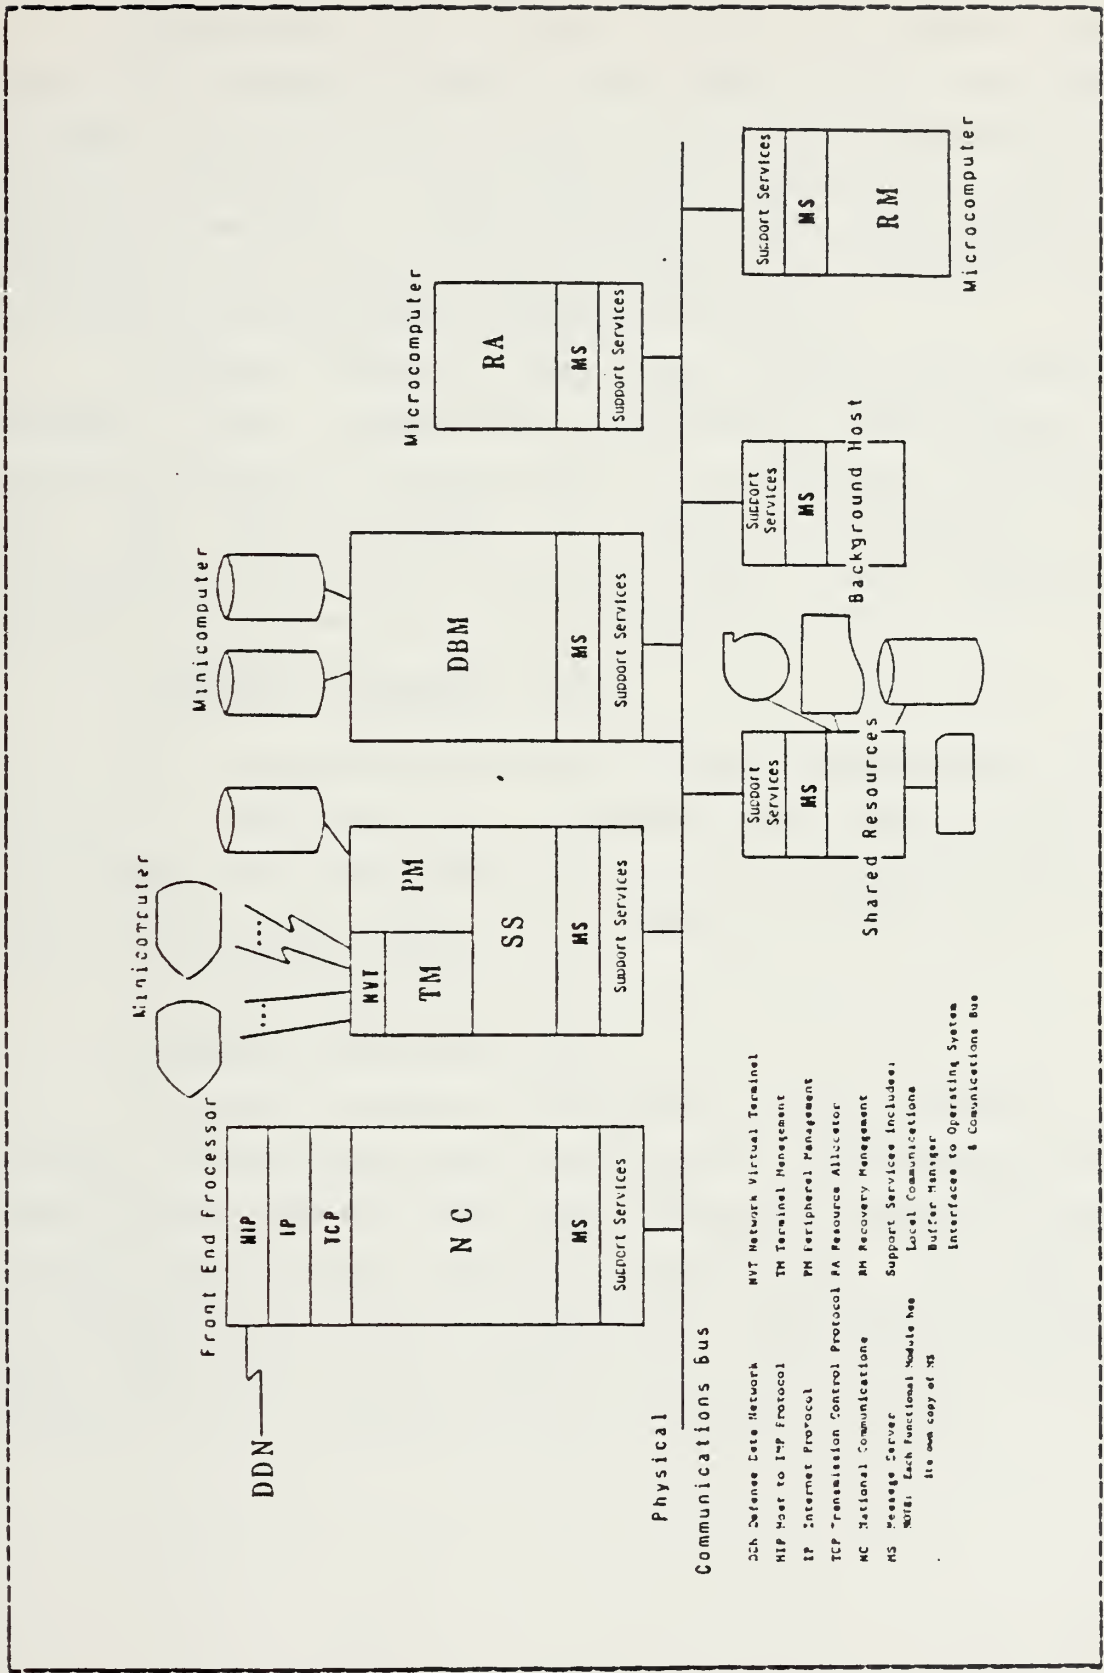 Front End Processor
HIP
IP
TCP
NC
MS
Support Services
DDN
Minicomputer
NVT
TM
PM
SS
MS
Support Services
Minicomputer
DBM
MS
Support Services
Microcomputer
RA
MS
Support Services
Physical
Communications Bus
Support
Services
MS
Shared Resources
Support
Services
MS
Background Host
Support Services
MS
RM
Microcomputer
DDN Defense Data Network
HIP Host to IMP Protocol
IP Internet Protocol
TCP Transmission Control Protocol
NC National Communications
MS Message Server
NOTE: Each Functional Module has
its own copy of MS
NVT Network Virtual Terminal
TM Terminal Management
PM Peripheral Management
RA Resource Allocator
RM Recovery Management
Support Services Includes:
Local Communications
Buffer Manager
Interfaces to Operating System
& Comunications Bus